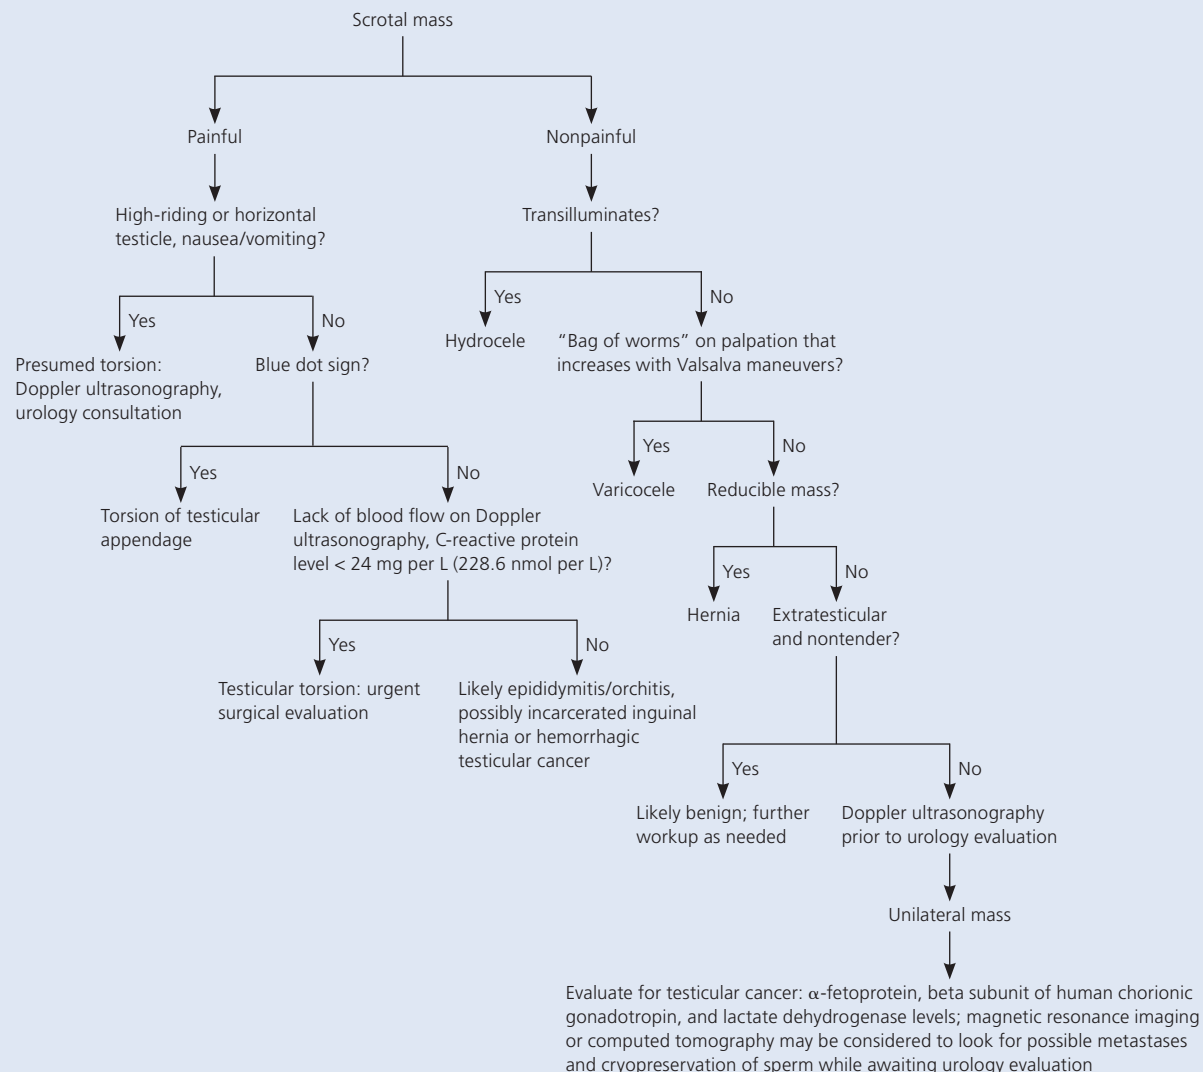 Scrotal mass
Painful
Nonpainful
High-riding or horizontal
testicle, nausea/vomiting?
Transilluminates?
Yes
No
Yes
No
Presumed torsion:
Doppler ultrasonography,
urology consultation
Blue dot sign?
Hydrocele
“Bag of worms” on palpation that
increases with Valsalva maneuvers?
Yes
No
Yes
No
Torsion of testicular
appendage
Lack of blood flow on Doppler
ultrasonography, C-reactive protein
level < 24 mg per L (228.6 nmol per L)?
Varicocele
Reducible mass?
Yes
No
Yes
No
Hernia
Extratesticular
and nontender?
Testicular torsion: urgent
surgical evaluation
Likely epididymitis/orchitis,
possibly incarcerated inguinal
hernia or hemorrhagic
testicular cancer
Yes
No
Likely benign; further
workup as needed
Doppler ultrasonography
prior to urology evaluation
Unilateral mass
Evaluate for testicular cancer: α-fetoprotein, beta subunit of human chorionic
gonadotropin, and lactate dehydrogenase levels; magnetic resonance imaging
or computed tomography may be considered to look for possible metastases
and cryopreservation of sperm while awaiting urology evaluation